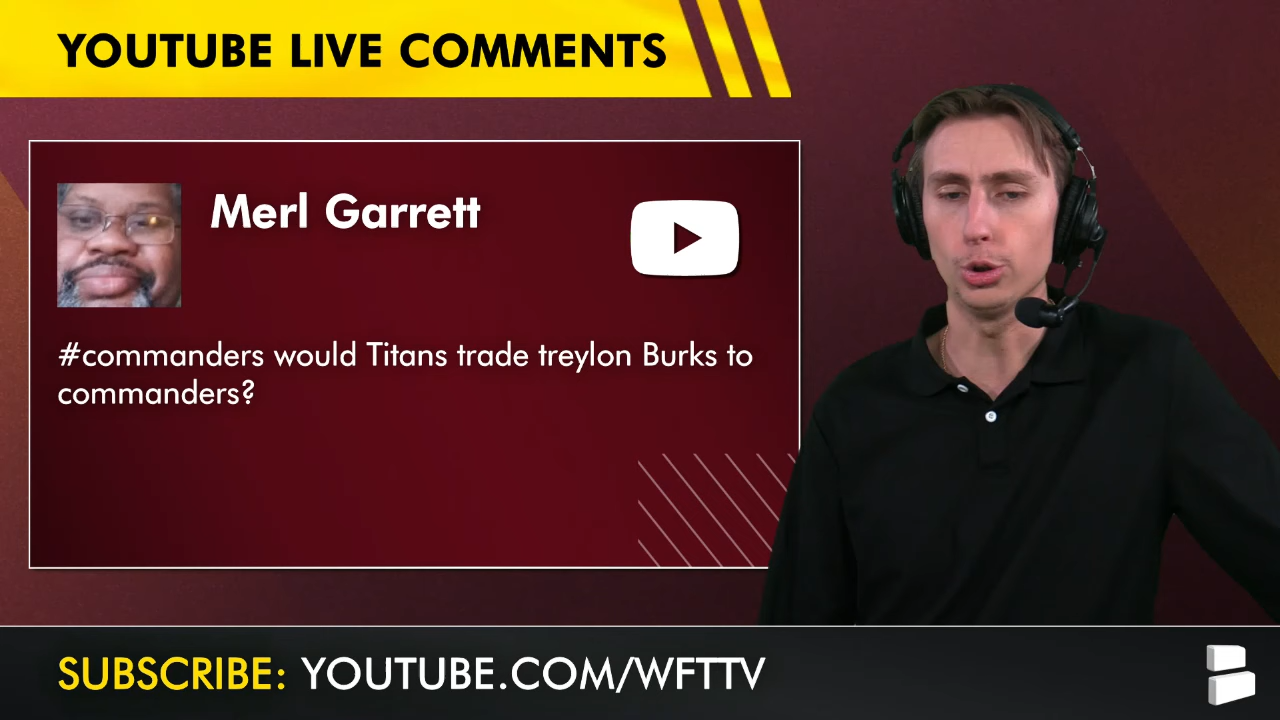 YOUTUBE LIVE COMMENTS
Merl Garrett
#commanders would Titans trade treylon Burks to
commanders?
SUBSCRIBE: YOUTUBE.COM/WFTTV